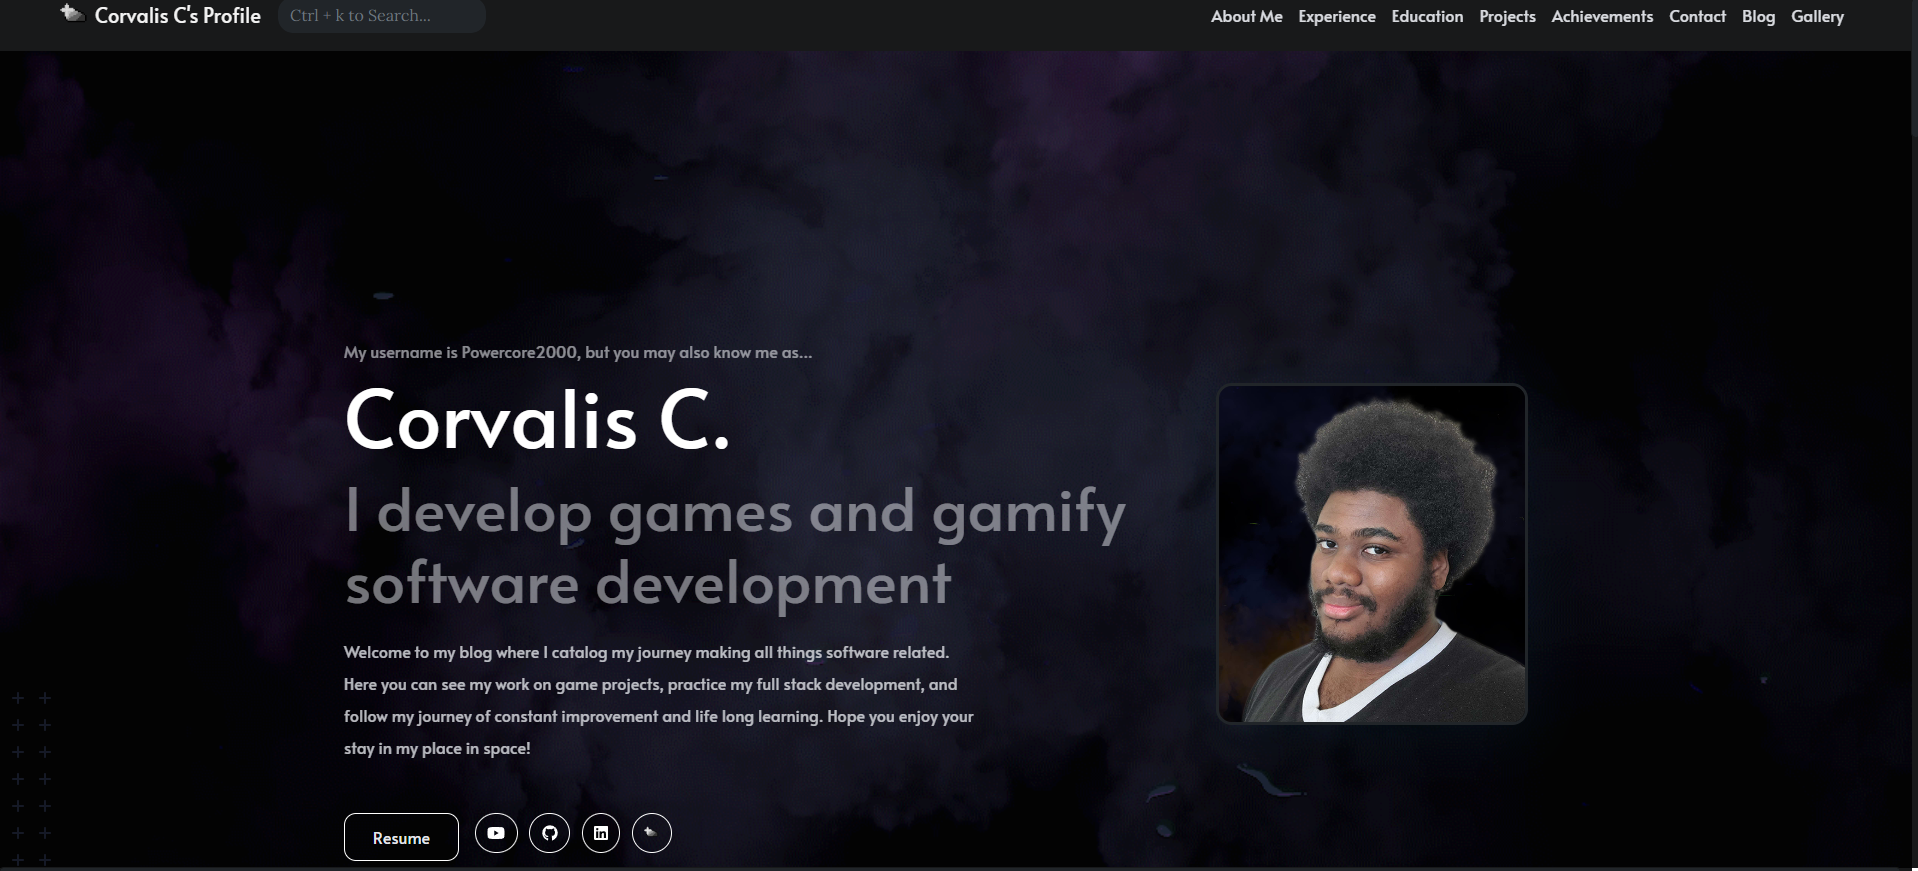 Corvalis C's Profile
Ctrl + k to Search...
About Me Experience Education Projects Achievements Contact Blog Gallery
My username is Powercore2000, but you may also know me as...
Corvalis C.
I develop games and gamify
software development
Welcome to my blog where I catalog my journey making all things software related.
Here you can see my work on game projects, practice my full stack development, and
follow my journey of constant improvement and life long learning. Hope you enjoy your
stay in my place in space!
Resume